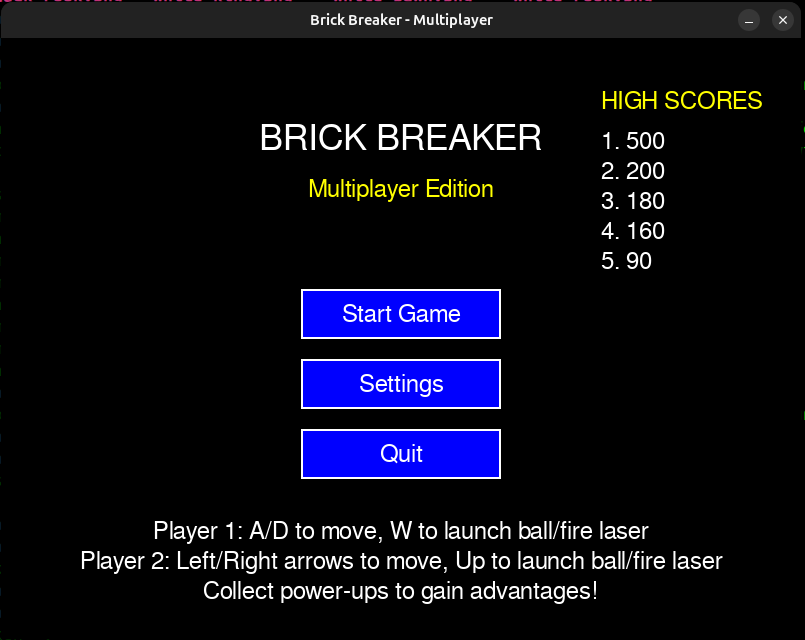 Brick Breaker - Multiplayer
HIGH SCORES
BRICK BREAKER
Multiplayer Edition
1. 500
2. 200
3. 180
4. 160
5. 90
Start Game
Settings
Quit
Player 1: A/D to move, W to launch ball/fire laser
Player 2: Left/Right arrows to move, Up to launch ball/fire laser
Collect power-ups to gain advantages!